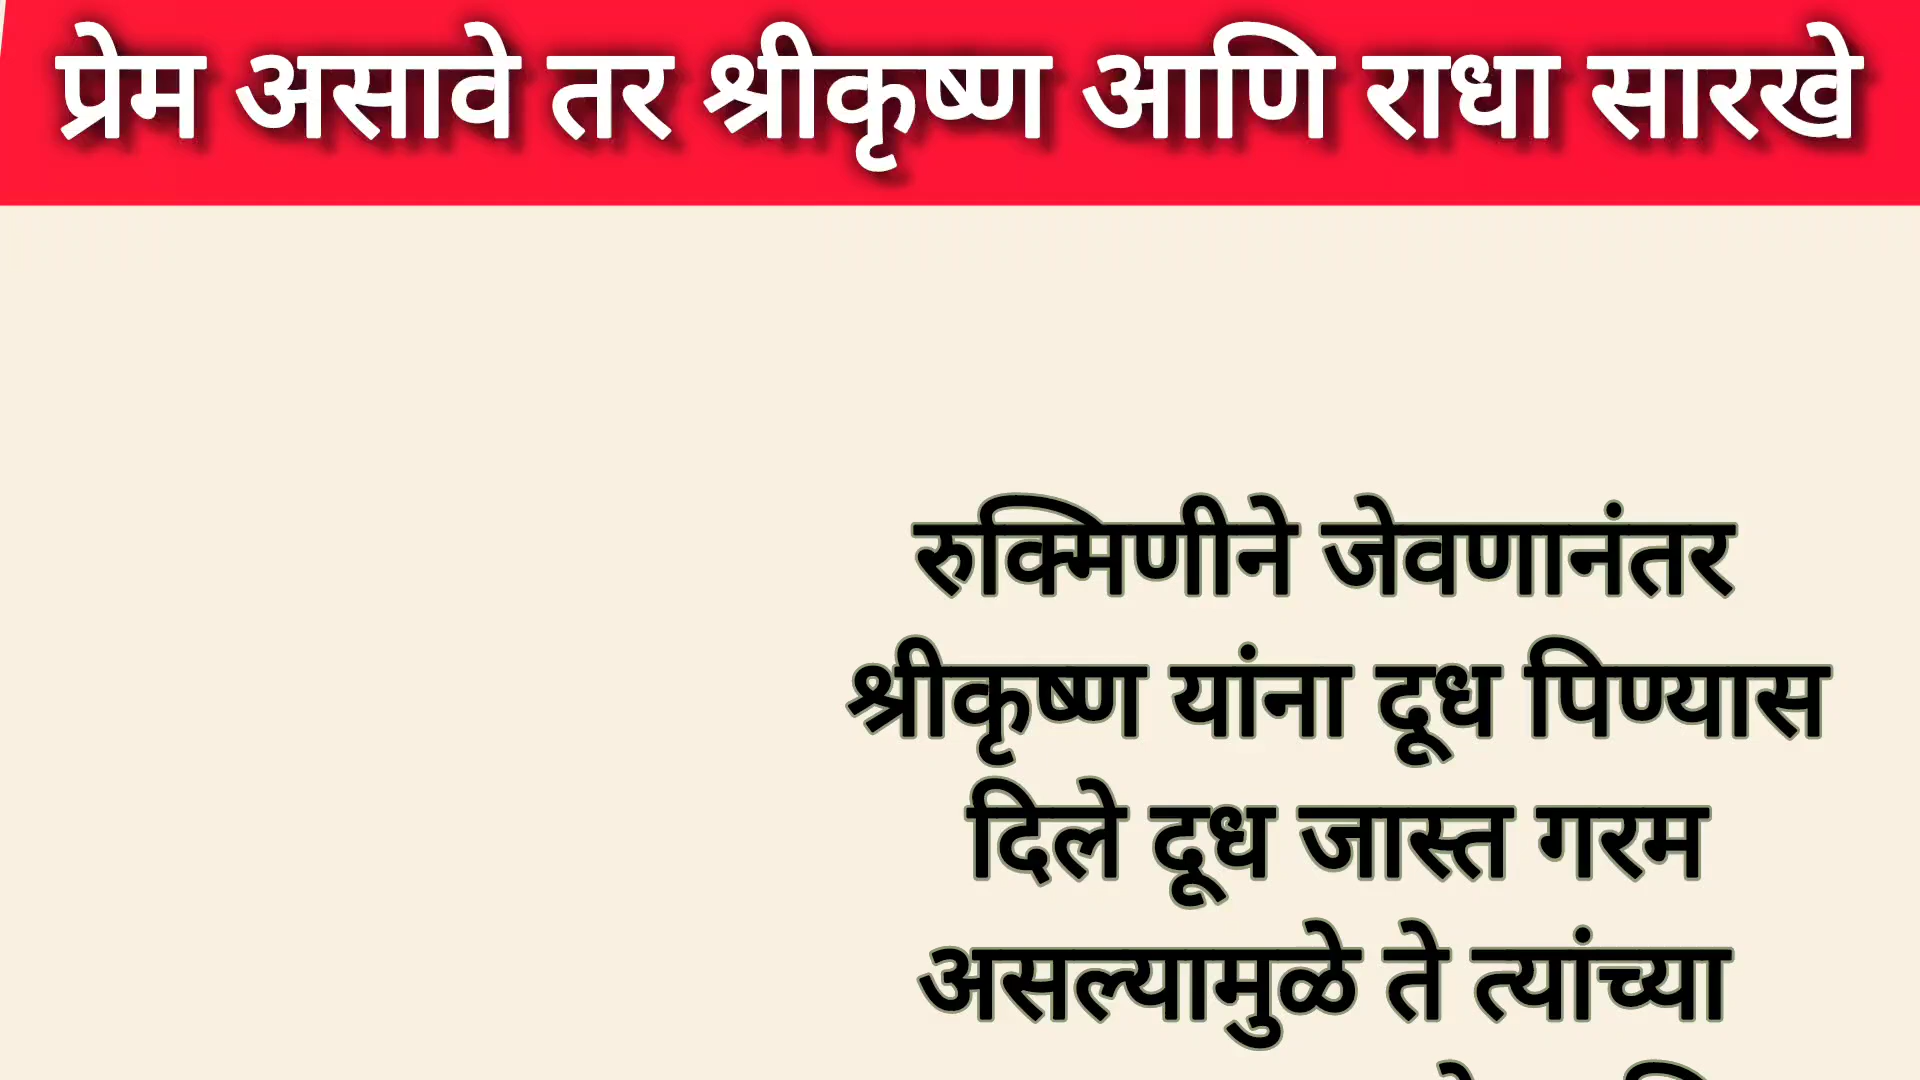 प्रेम असावे तर श्रीकृष्ण आणि राधा सारखे
रुक्मिणीने जेवणानंतर
श्रीकृष्ण यांना दूध पिण्यास
दिले दूध जास्त गरम
असल्यामुळे ते त्यांच्या